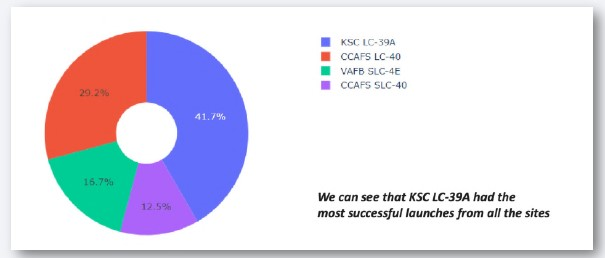 KSC LC-39A
CCAFS LC-40
VAFB SLC-4E
CCAFS SLC-40
29.2%
41.7%
16.7%
12.5%
We can see that KSC LC-39A had the
most successful launches from all the sites